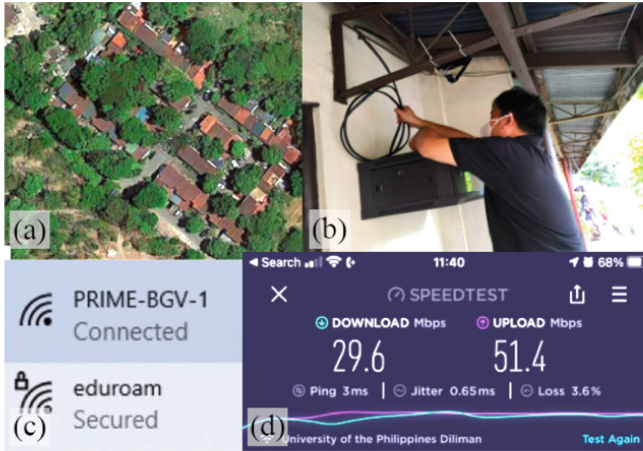 (a)
(b)
PRIME-BGV-1
Connected
eduroam
Secured
(c)
Search 11:40 68%
SPEEDTEST
DOWNLOAD Mbps UPLOAD Mbps
29.6 51.4
Ping 3ms Jitter 0.65ms Loss 3.6%
(d) University of the Philippines Diliman Test Again